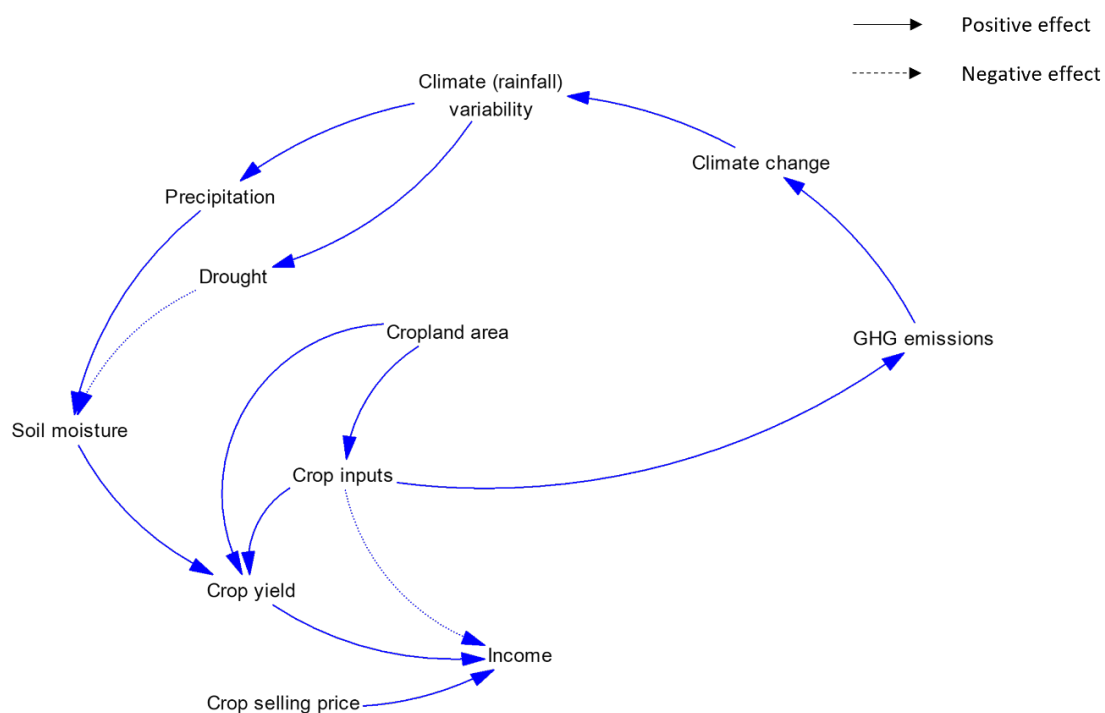 Positive effect
Negative effect
Climate (rainfall)
variability
Climate change
Precipitation
Drought
Cropland area
GHG emissions
Soil moisture
Crop inputs
Crop yield
Income
Crop selling price